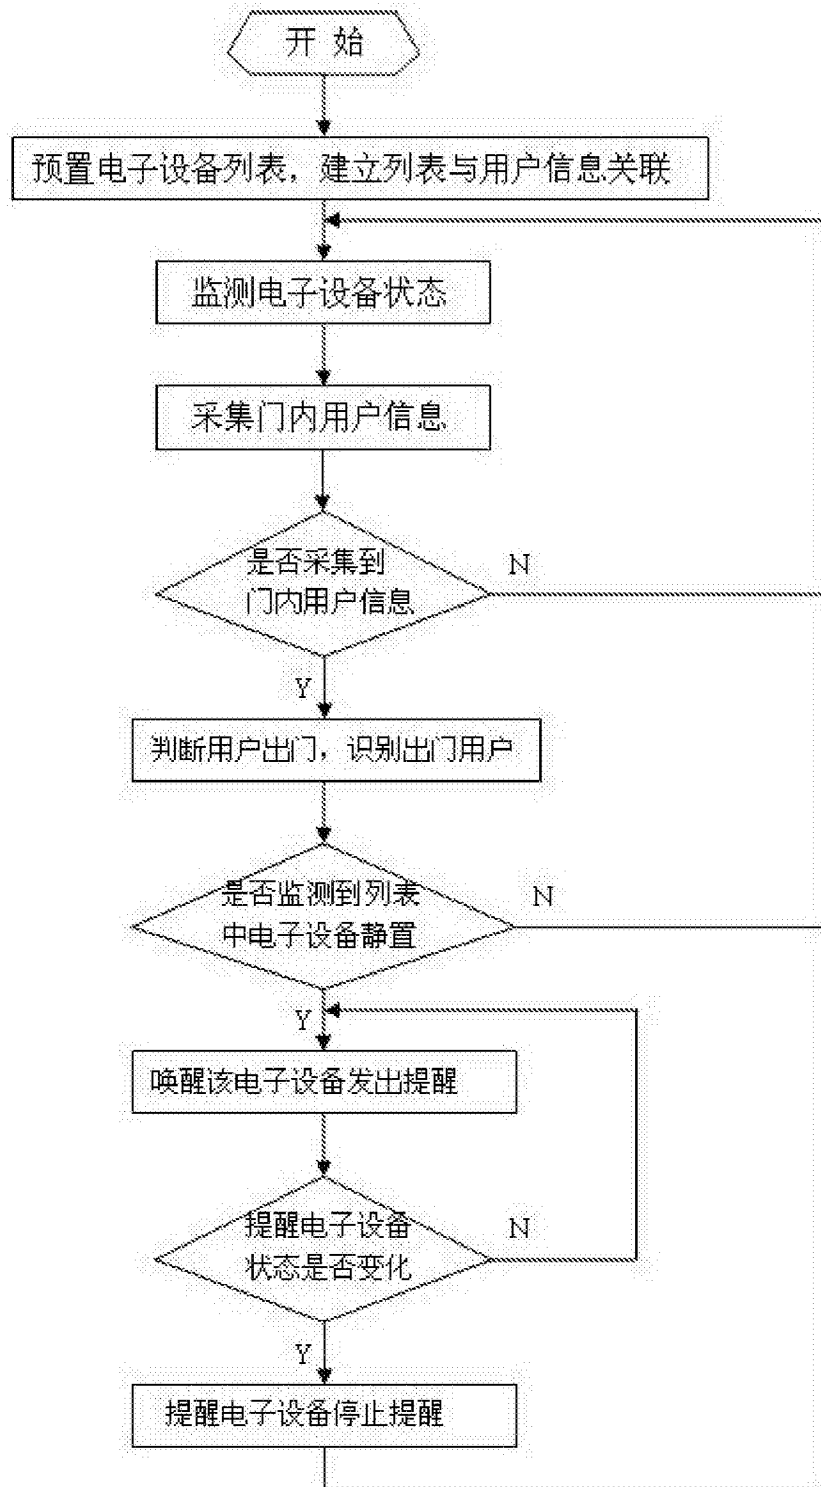 开 始
预置电子设备列表，建立列表与用户信息关联
监测电子设备状态
采集门内用户信息
是否采集到
门内用户信息
N
Y
判断用户出门，识别出门用户
是否监测到列表
中电子设备静置
N
Y
唤醒该电子设备发出提醒
提醒电子设备
状态是否变化
N
Y
提醒电子设备停止提醒